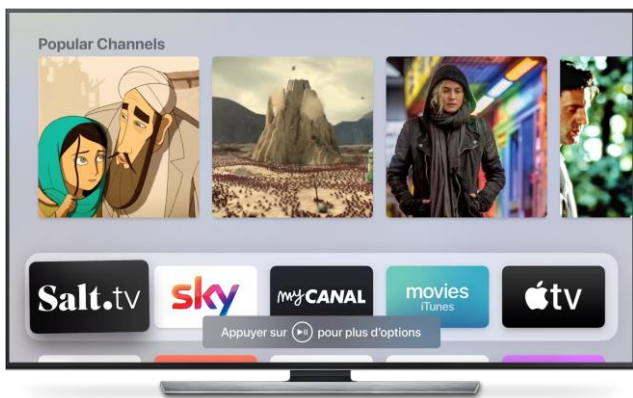 Popular Channels
Salt.tv
sky
myCANAL
movies
iTunes
tv
Appuyer sur pour plus d'options